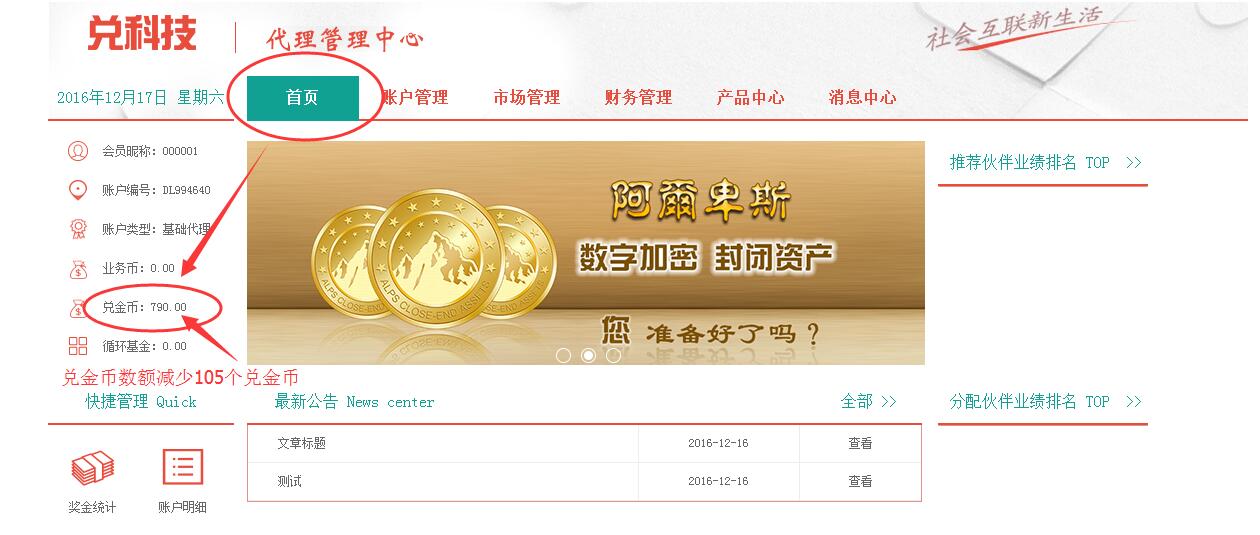 兑科技
代理管理中心
社会互联新生活
2016年12月17日 星期六
首页
账户管理
市场管理
财务管理
产品中心
消息中心
会员昵称：000001
账户编号：DL994640
账户类型：基础代理
业务币：0.00
兑金币：790.00
循环基金：0.00
兑金币数额减少105个兑金币
阿爾卑斯
数字加密 封闭资产
您 准备好了吗？
ALPS CLOSE-END ASSETS
推荐伙伴业绩排名 TOP >>
快捷管理 Quick
最新公告 News center
全部 >>
分配伙伴业绩排名 TOP >>
文章标题 2016-12-16 查看
测试 2016-12-16 查看
奖金统计
账户明细